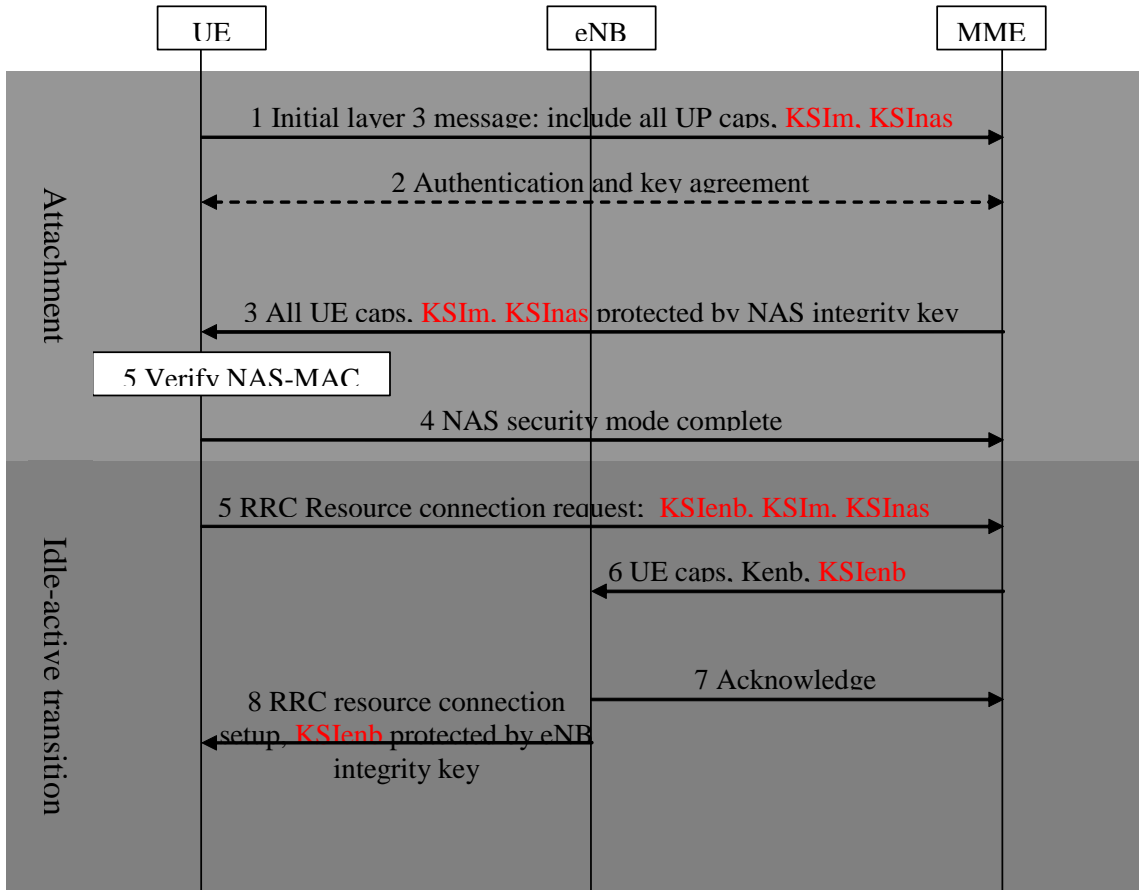 UE
eNB
MME
1 Initial layer 3 message: include all UP caps, KSIm, KSInas
2 Authentication and key agreement
Attachment
3 All UE caps, KSIm, KSInas protected by NAS integrity key
5 Verify NAS-MAC
4 NAS security mode complete
5 RRC Resource connection request: KSIenb, KSIm, KSInas
Idle-active transition
6 UE caps, Kenb, KSIenb
7 Acknowledge
8 RRC resource connection
setup, KSIenb protected by eNB
integrity key